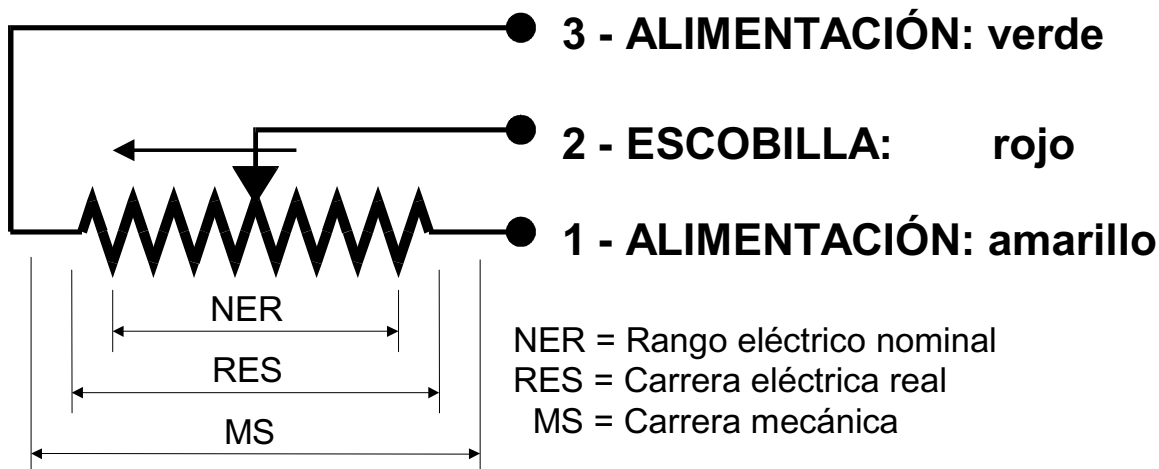 3 - ALIMENTACIÓN: verde
2 - ESCOBILLA: rojo
1 - ALIMENTACIÓN: amarillo
NER
RES
MS
NER = Rango eléctrico nominal
RES = Carrera eléctrica real
MS = Carrera mecánica